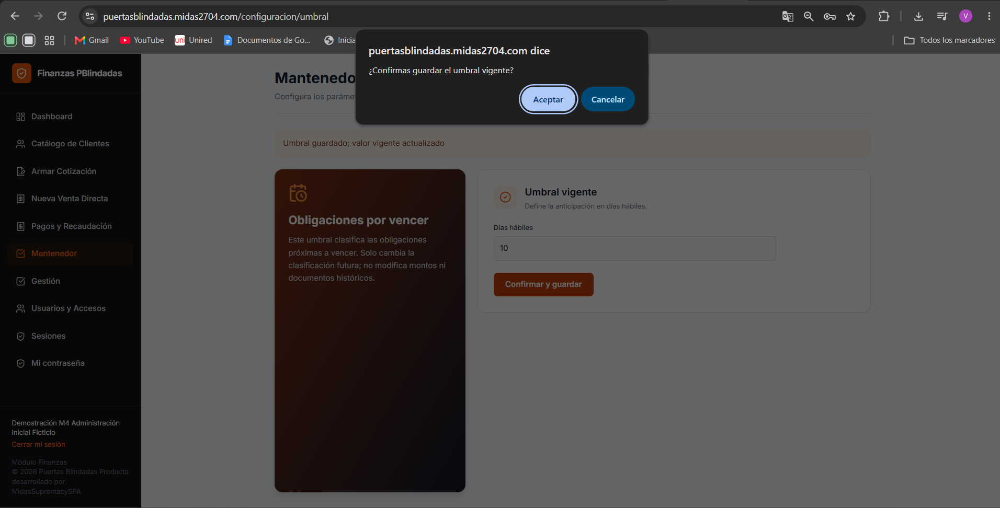 puertasblindadas.midas2704.com/configuracion/umbral
V
Gmail
YouTube
uni Unired
Documentos de Go...
Inicia
Todos los marcadores
puertasblindadas.midas2704.com dice
¿Confirmas guardar el umbral vigente?
Aceptar
Cancelar
Finanzas PBlindadas
Dashboard
Catálogo de Clientes
Armar Cotización
Nueva Venta Directa
Pagos y Recaudación
Mantenedor
Gestión
Usuarios y Accesos
Sesiones
Mi contraseña
Demostración M4 Administración
inicial Ficticio
Cerrar mi sesión
Módulo Finanzas
© 2026 Puertas Blindadas Producto
desarrollado por
MidasSupremacySPA
Mantenedo
Configura los paráme
Umbral guardado; valor vigente actualizado
Obligaciones por vencer
Este umbral clasifica las obligaciones
próximas a vencer. Solo cambia la
clasificación futura; no modifica montos ni
documentos históricos.
Umbral vigente
Define la anticipación en días hábiles.
Días hábiles
10
Confirmar y guardar